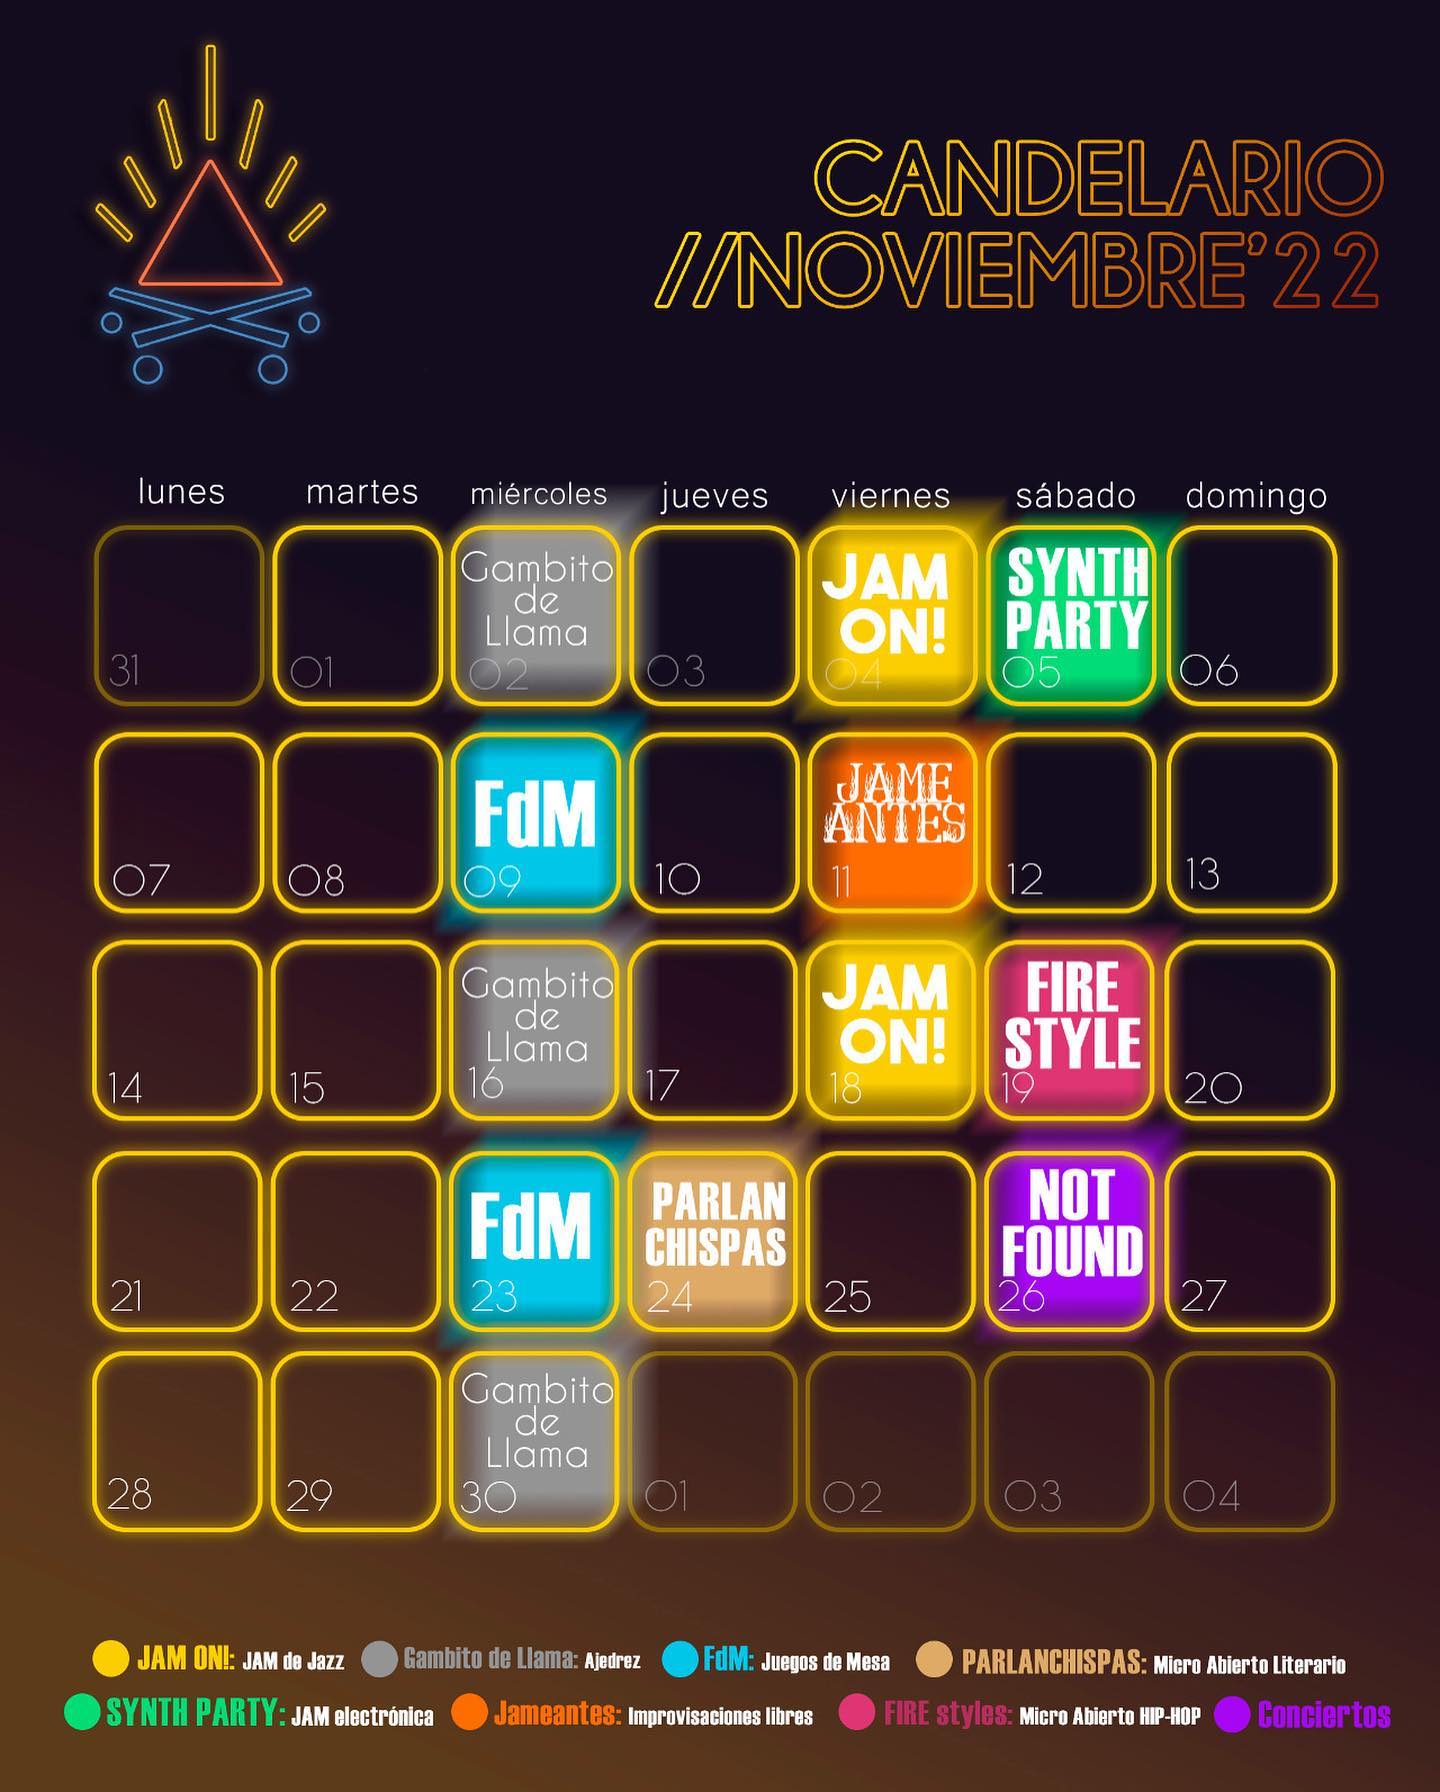 CANDELARIO
//NOVIEMBRE'22
lunes martes miércoles jueves viernes sábado domingo
31
01
Gambito
de
Llama
02
03
JAM
ON!
04
SYNTH
PARTY
05
06
07
08
FdM
09
10
JAME
ANTES
11
12
13
14
15
Gambito
de
Llama
16
17
JAM
ON!
18
FIRE
STYLE
19
20
21
22
FdM
23
PARLAN
CHISPAS
24
25
NOT
FOUND
26
27
28
29
Gambito
de
Llama
30
01
02
03
04
JAM ON!: JAM de Jazz Gambito de Llama: Ajedrez FdM: Juegos de Mesa PARLANCHISPAS: Micro Abierto Literario
SYNTH PARTY: JAM electrónica Jameantes: Improvisaciones libres FIRE styles: Micro Abierto HIP-HOP Conciertos